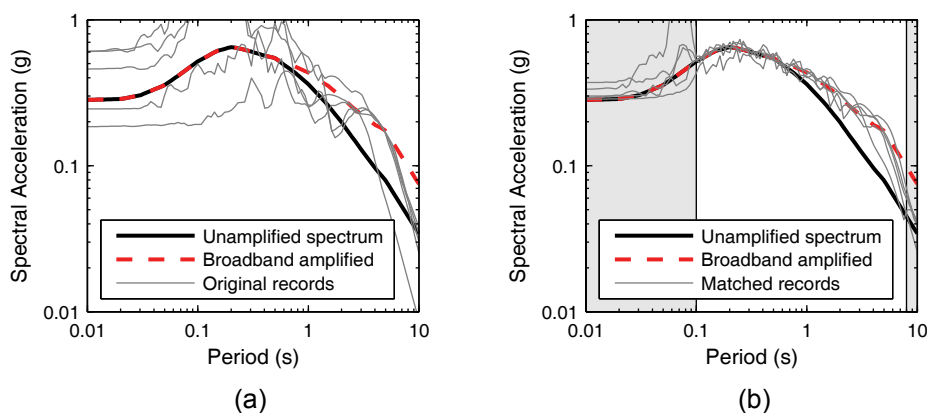 Spectral Acceleration (g)
1
0.1
0.01
0.01 0.1 1 10
Period (s)
Unamplified spectrum
Broadband amplified
Original records
(a)
Spectral Acceleration (g)
1
0.1
0.01
0.01 0.1 1 10
Period (s)
Unamplified spectrum
Broadband amplified
Matched records
(b)